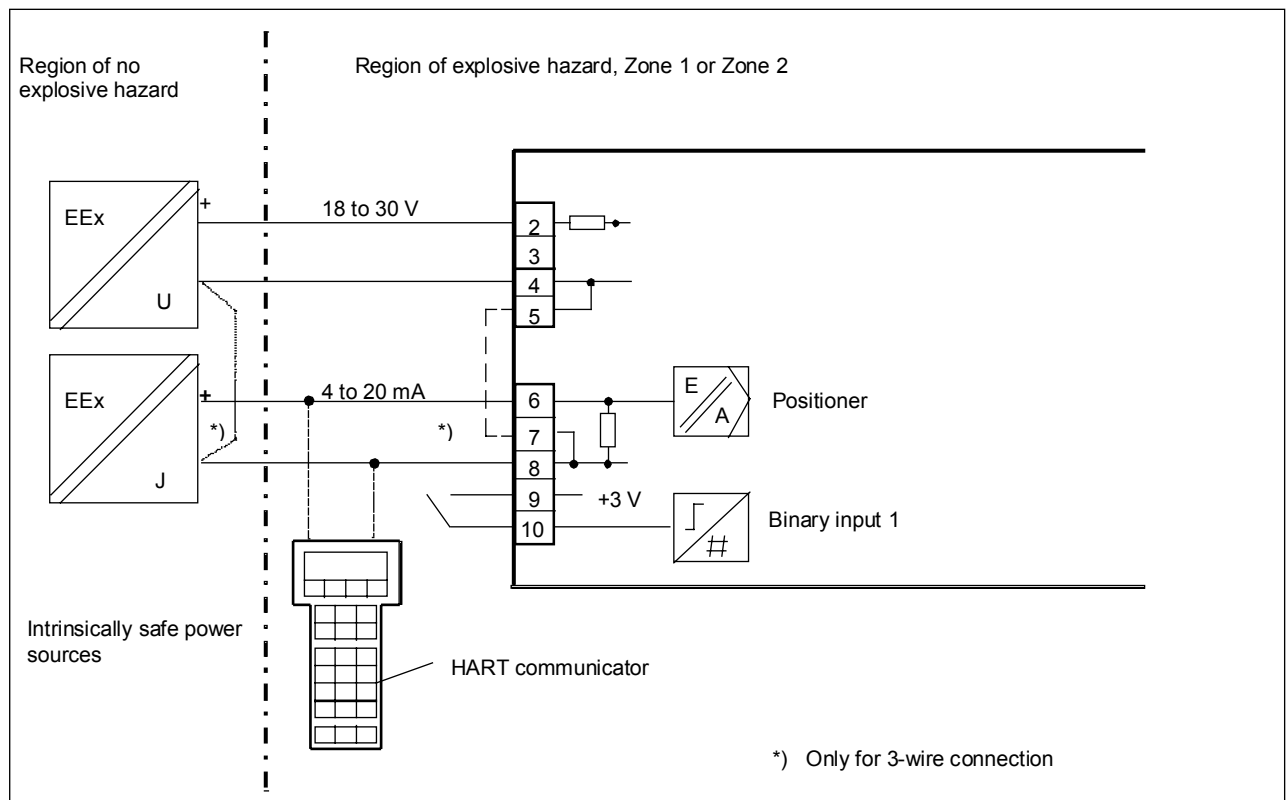 Region of no
explosive hazard
Region of explosive hazard, Zone 1 or Zone 2
EEx
+
U
18 to 30 V
2
3
4
5
EEx
+
*)
J
4 to 20 mA
*)
6
7
8
9
10
+3 V
E
A
Positioner
Binary input 1
Intrinsically safe power
sources
HART communicator
*) Only for 3-wire connection